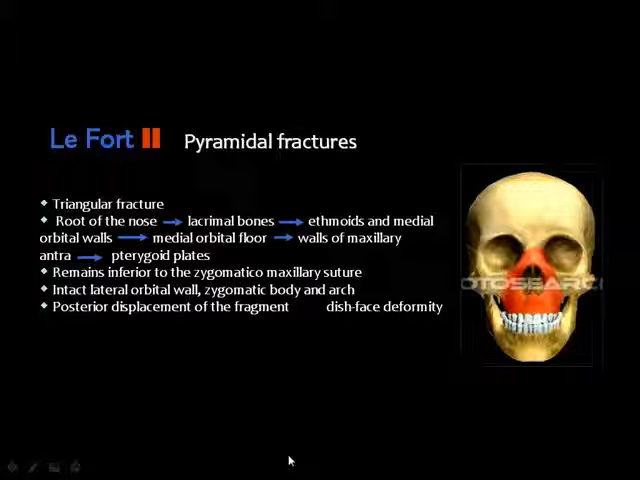 Le Fort II Pyramidal fractures
Triangular fracture
Root of the nose → lacrimal bones → ethmoids and medial
orbital walls → medial orbital floor → walls of maxillary
antra → pterygoid plates
Remains inferior to the zygomatico maxillary suture
Intact lateral orbital wall, zygomatic body and arch
Posterior displacement of the fragment dish-face deformity
OTOSEARC